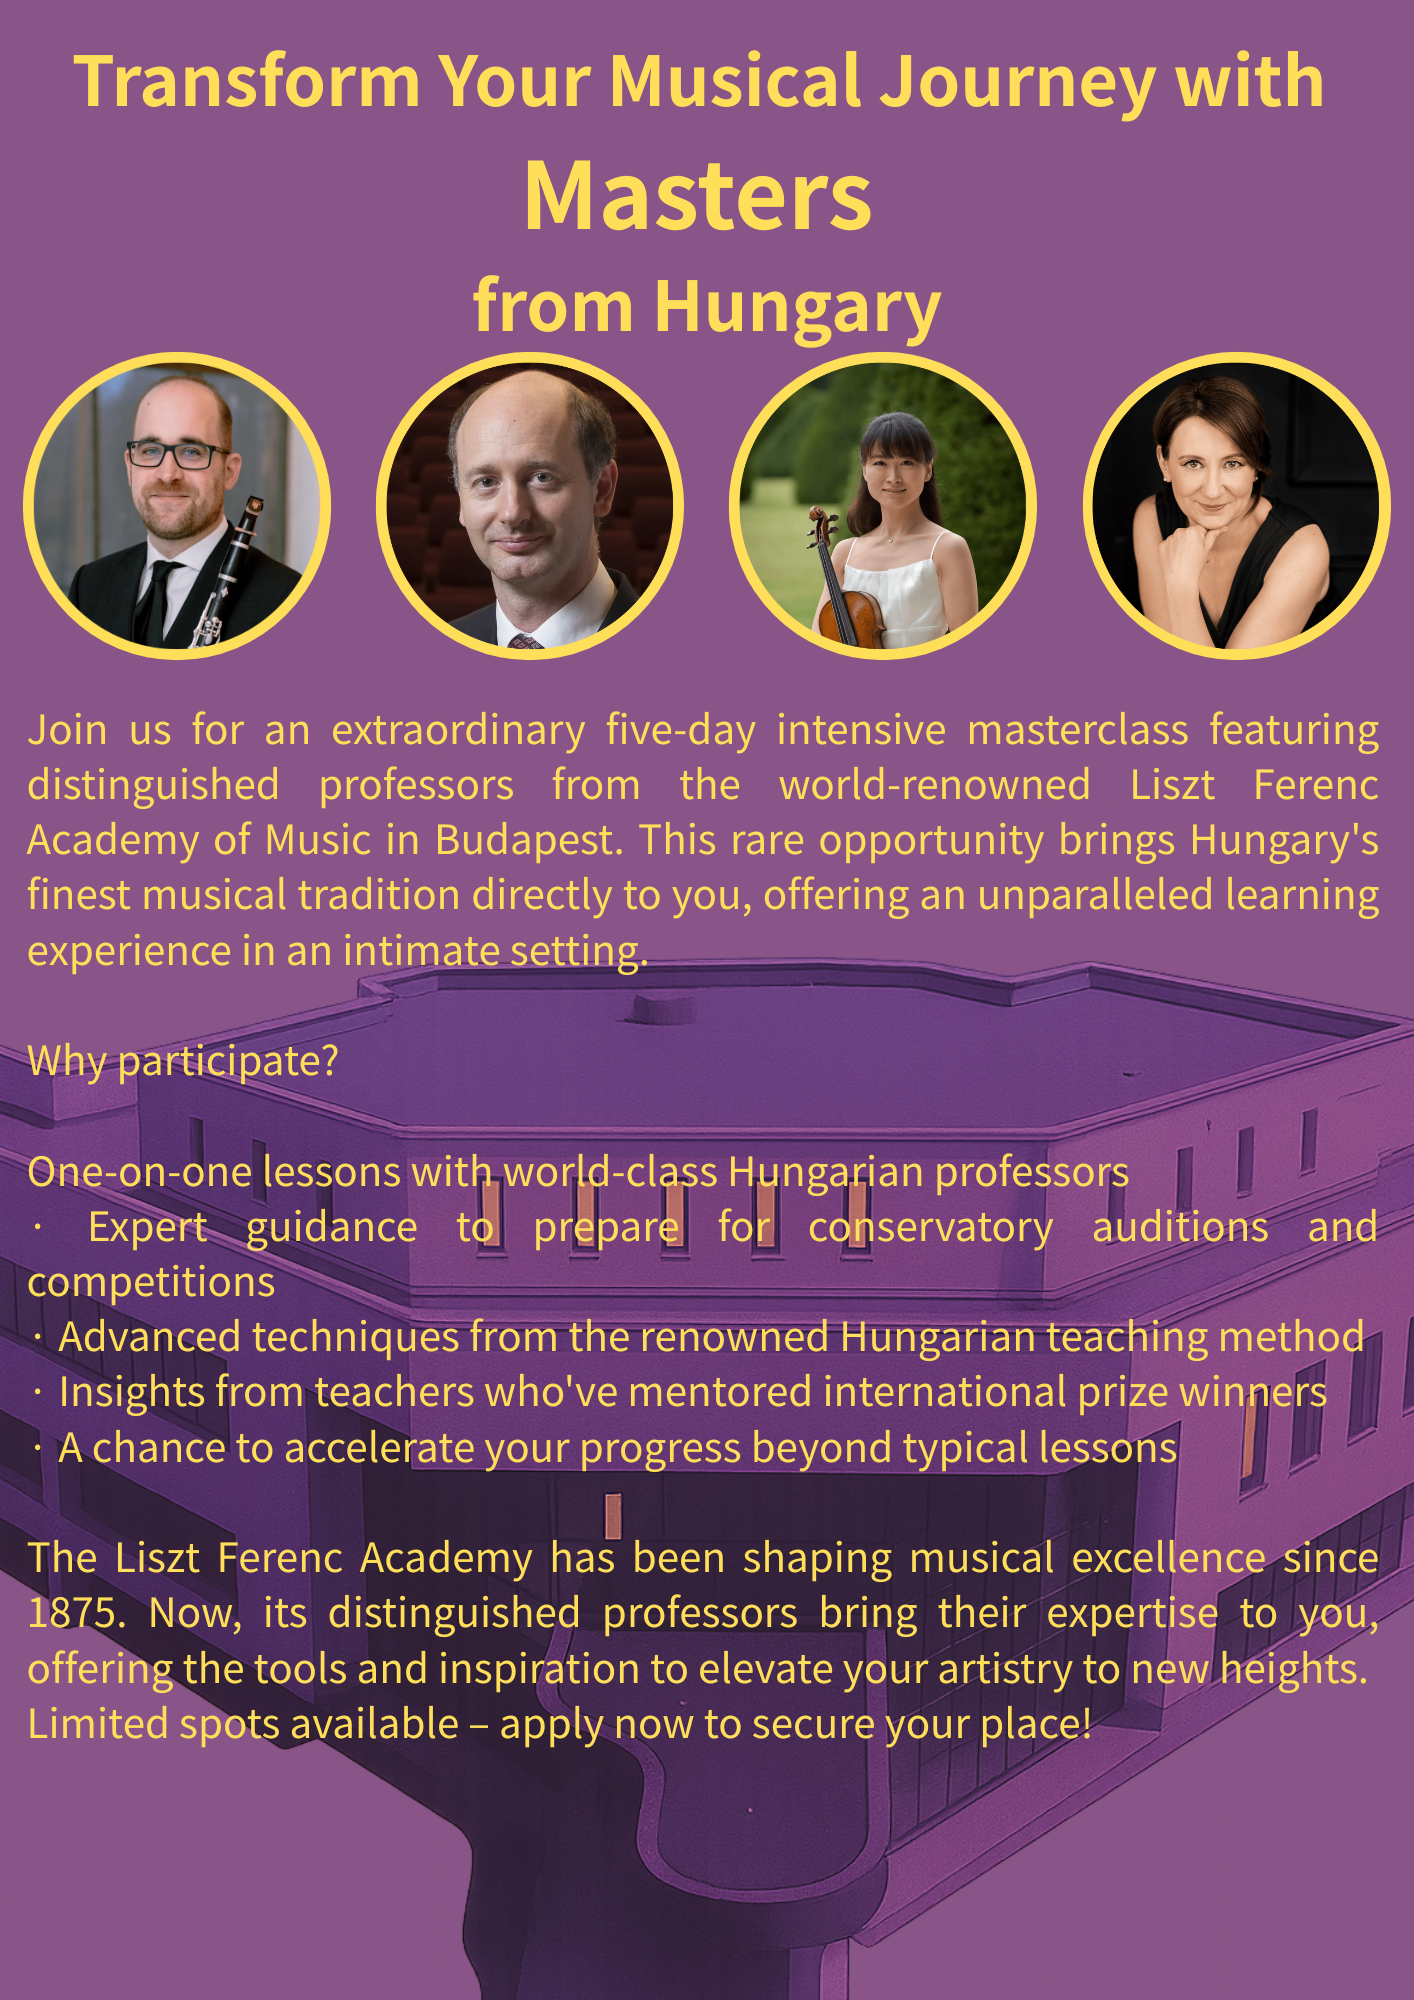 Transform Your Musical Journey with
Masters
from Hungary
Join us for an extraordinary five-day intensive masterclass featuring
distinguished professors from the world-renowned Liszt Ferenc
Academy of Music in Budapest. This rare opportunity brings Hungary's
finest musical tradition directly to you, offering an unparalleled learning
experience in an intimate setting.
Why participate?
One-on-one lessons with world-class Hungarian professors
· Expert guidance to prepare for conservatory auditions and
competitions
· Advanced techniques from the renowned Hungarian teaching method
· Insights from teachers who've mentored international prize winners
· A chance to accelerate your progress beyond typical lessons
The Liszt Ferenc Academy has been shaping musical excellence since
1875. Now, its distinguished professors bring their expertise to you,
offering the tools and inspiration to elevate your artistry to new heights.
Limited spots available – apply now to secure your place!